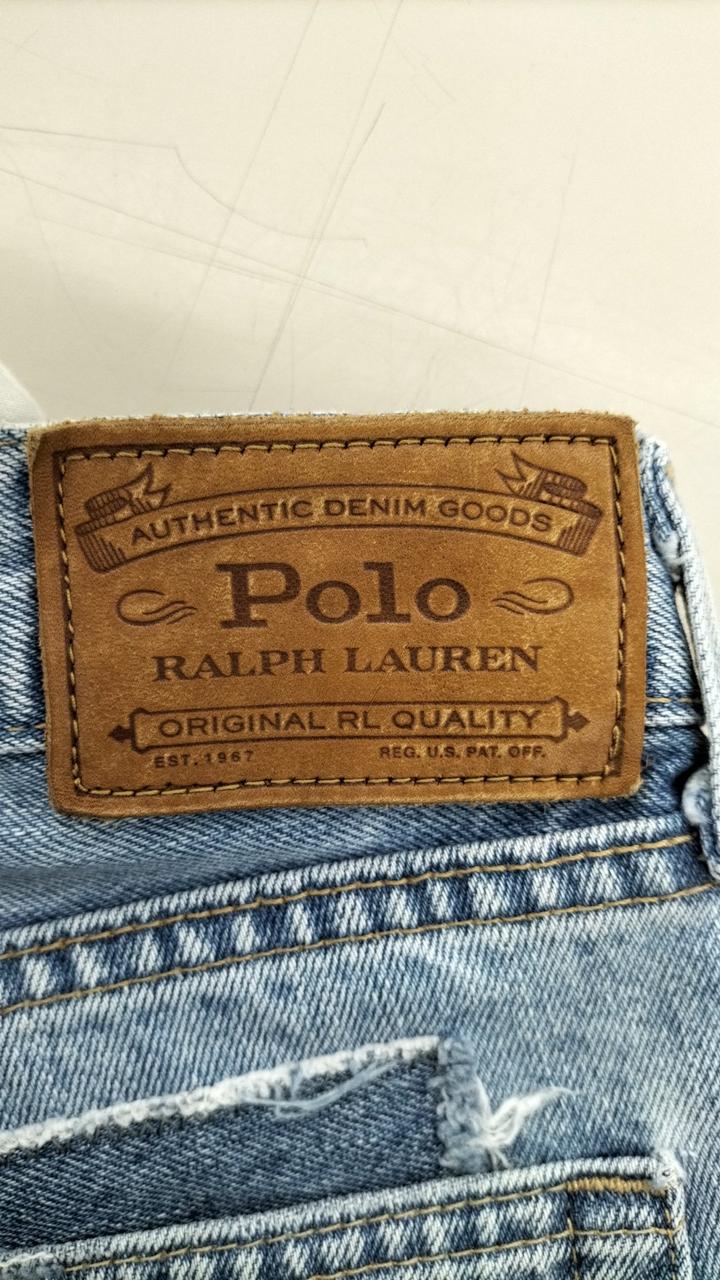 AUTHENTIC DENIM GOODS
Polo
RALPH LAUREN
ORIGINAL RL QUALITY
EST. 1967 REG. U.S. PAT. OFF.